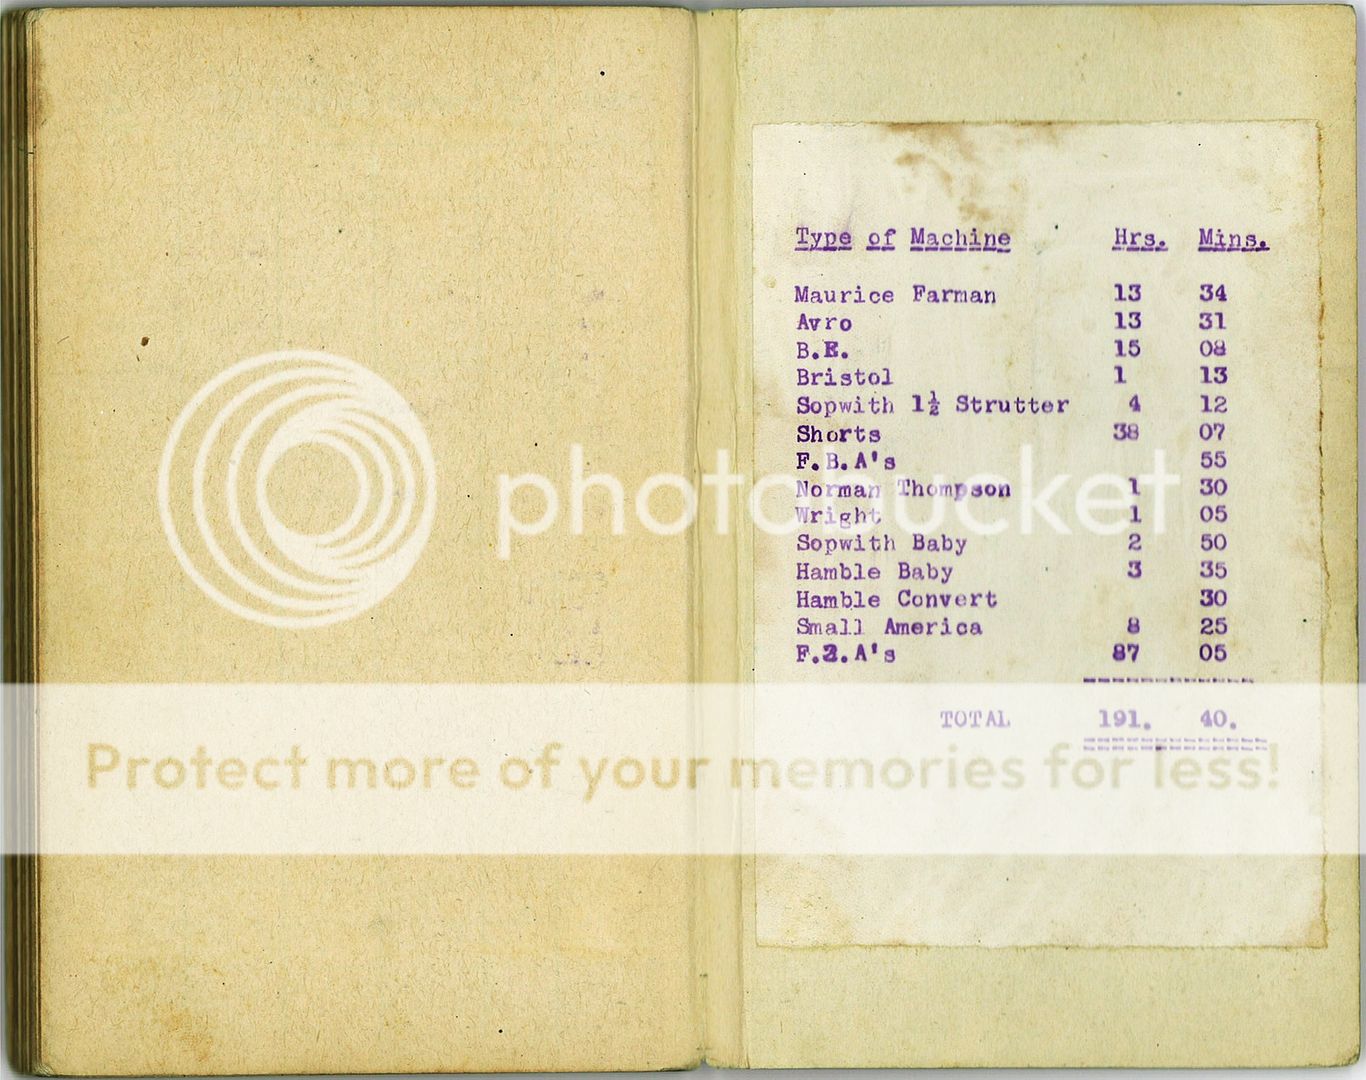 Type of Machine Hrs. Mins.
Maurice Farman 13 34
Avro 13 31
B.E. 15 08
Bristol 1 13
Sopwith 1½ Strutter 4 12
Shorts 38 07
F.B.A's 55
Norman Thompson 1 30
Wright 1 05
Sopwith Baby 2 50
Hamble Baby 3 35
Hamble Convert 30
Small America 8 25
F.2.A's 87 05
TOTAL 191. 40.
photobucket
Protect more of your memories for less!